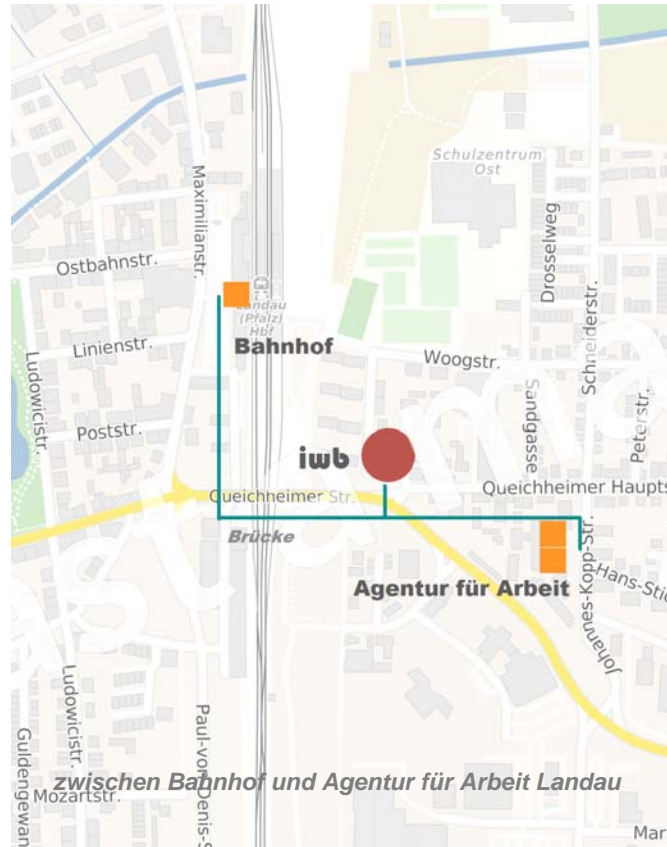 Schulzentrum
Ost
Maximilianstr.
Drosselweg
Ostbahnstr.
Schneiderstr.
Landau
(Pfalz)
Hbf
Linienstr.
Bahnhof
Woogstr.
Ludowicistr.
Sandgasse
Peterstr.
Poststr.
iwb
Queichheimer Str.
Queichheimer Haupts
Brücke
Agentur für Arbeit
Johannes-Kopp-Str.
Hans-Stic
Ludowicistr.
Paul-von-Denis-S
Guldengewan
zwischen Bahnhof und Agentur für Arbeit Landau
Mozartstr.
Mar